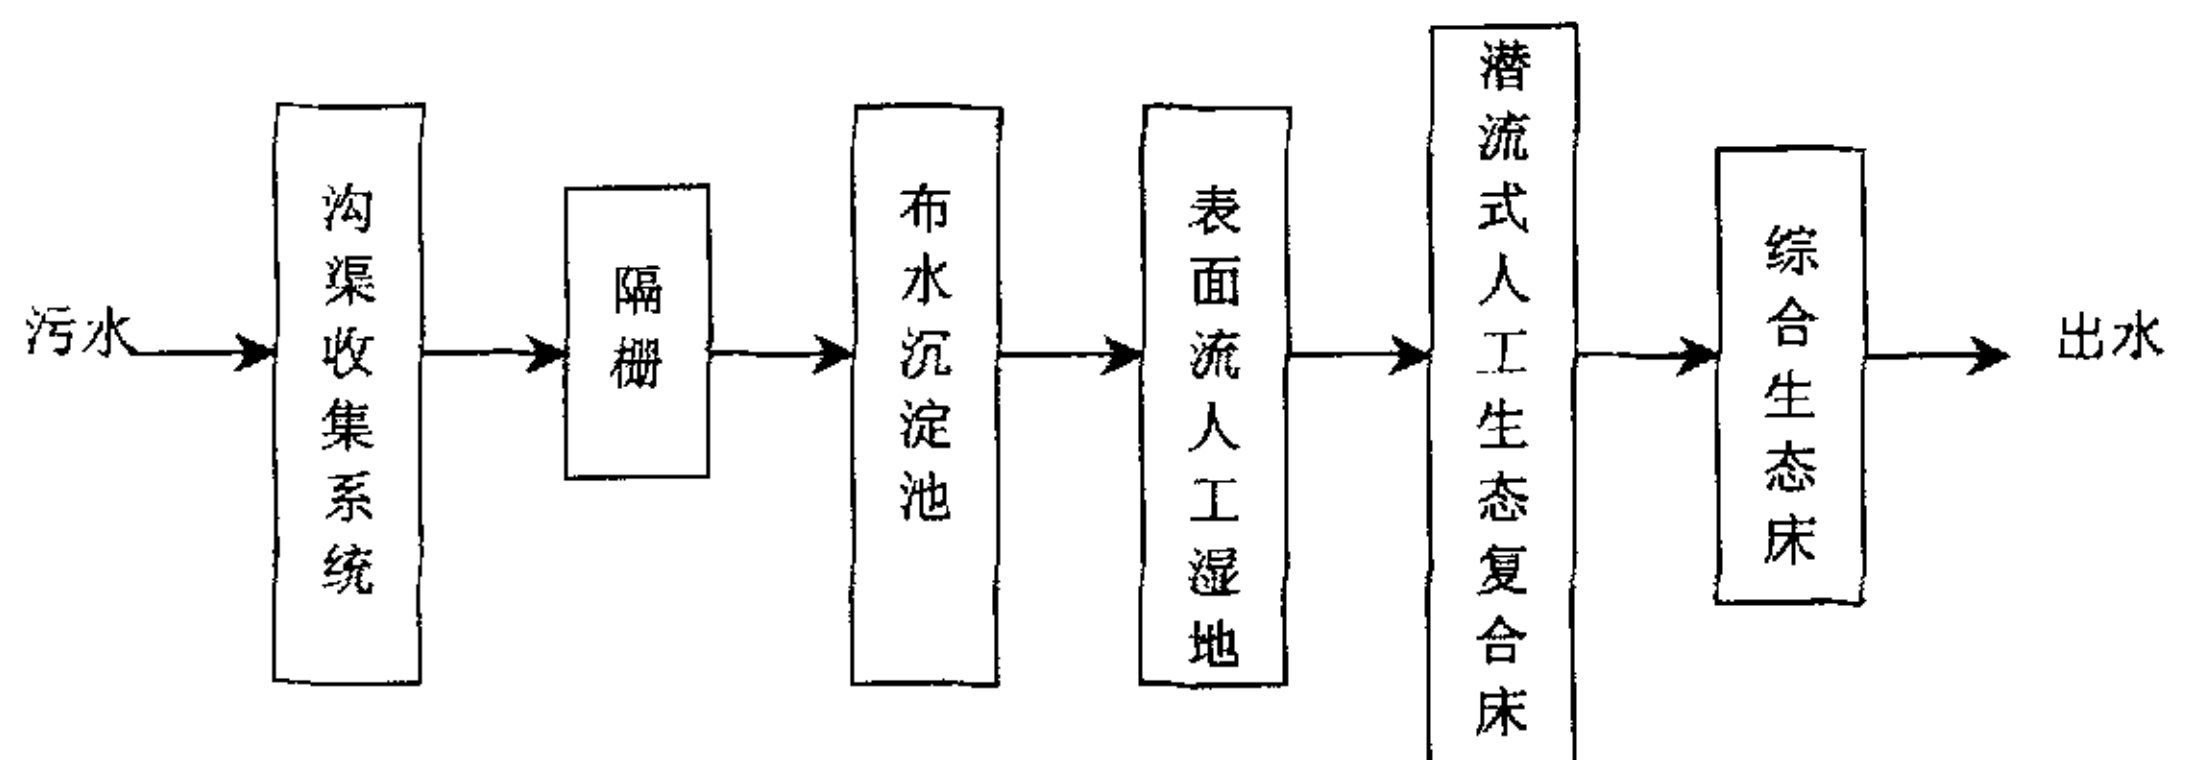 污水
沟渠收集系统
隔栅
布水沉淀池
表面流人工湿地
潜流式人工生态复合床
综合生态床
出水